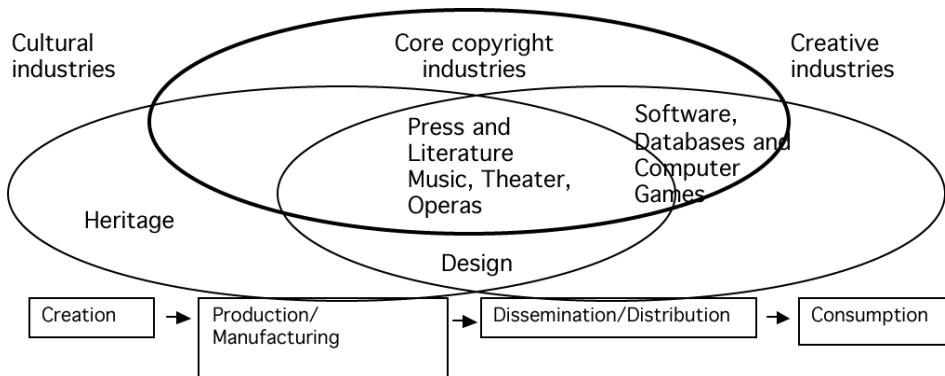 Cultural
industries
Core copyright
industries
Creative
industries
Press and
Literature
Music, Theater,
Operas
Software,
Databases and
Computer
Games
Heritage
Design
Creation
Production/
Manufacturing
Dissemination/Distribution
Consumption